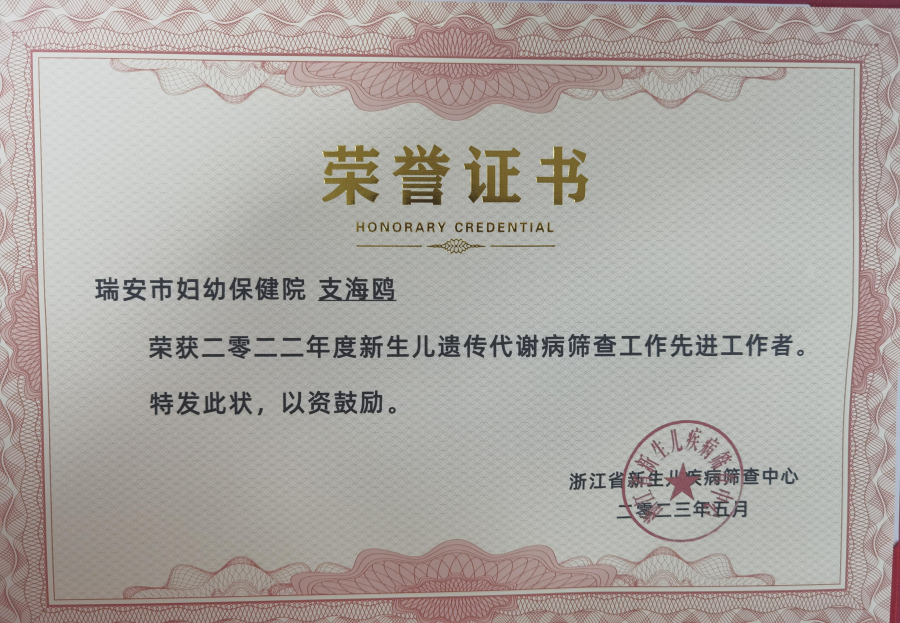 荣誉证书
HONORARY CREDENTIAL
瑞安市妇幼保健院 支海鸥
荣获二零二二年度新生儿遗传代谢病筛查工作先进工作者。
特发此状，以资鼓励。
浙江省新生儿疾病筛查中心
二零二三年五月